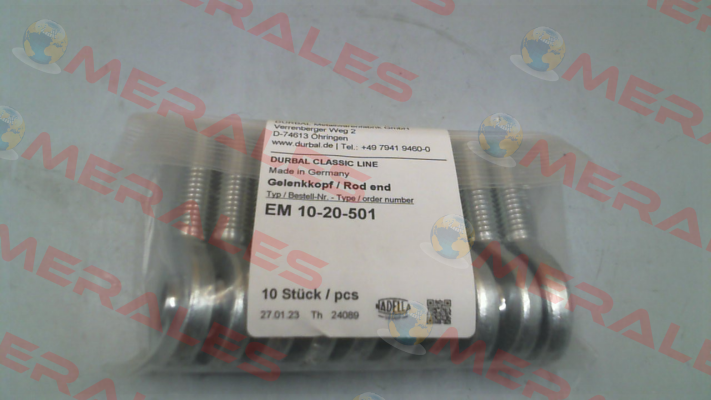 Verrenberger Weg 2
D-74613 Öhringen
www.durbal.de | Tel.: +49 7941 9460-0
DURBAL CLASSIC LINE
Made in Germany
Gelenkkopf / Rod end
Typ / Bestell-Nr. - Type / order number
EM 10-20-501
10 Stück / pcs
NADELLA
27.01.23 Th 24089
MERALES
MERALES
MERALES
MERALES
MERALES
MERALES